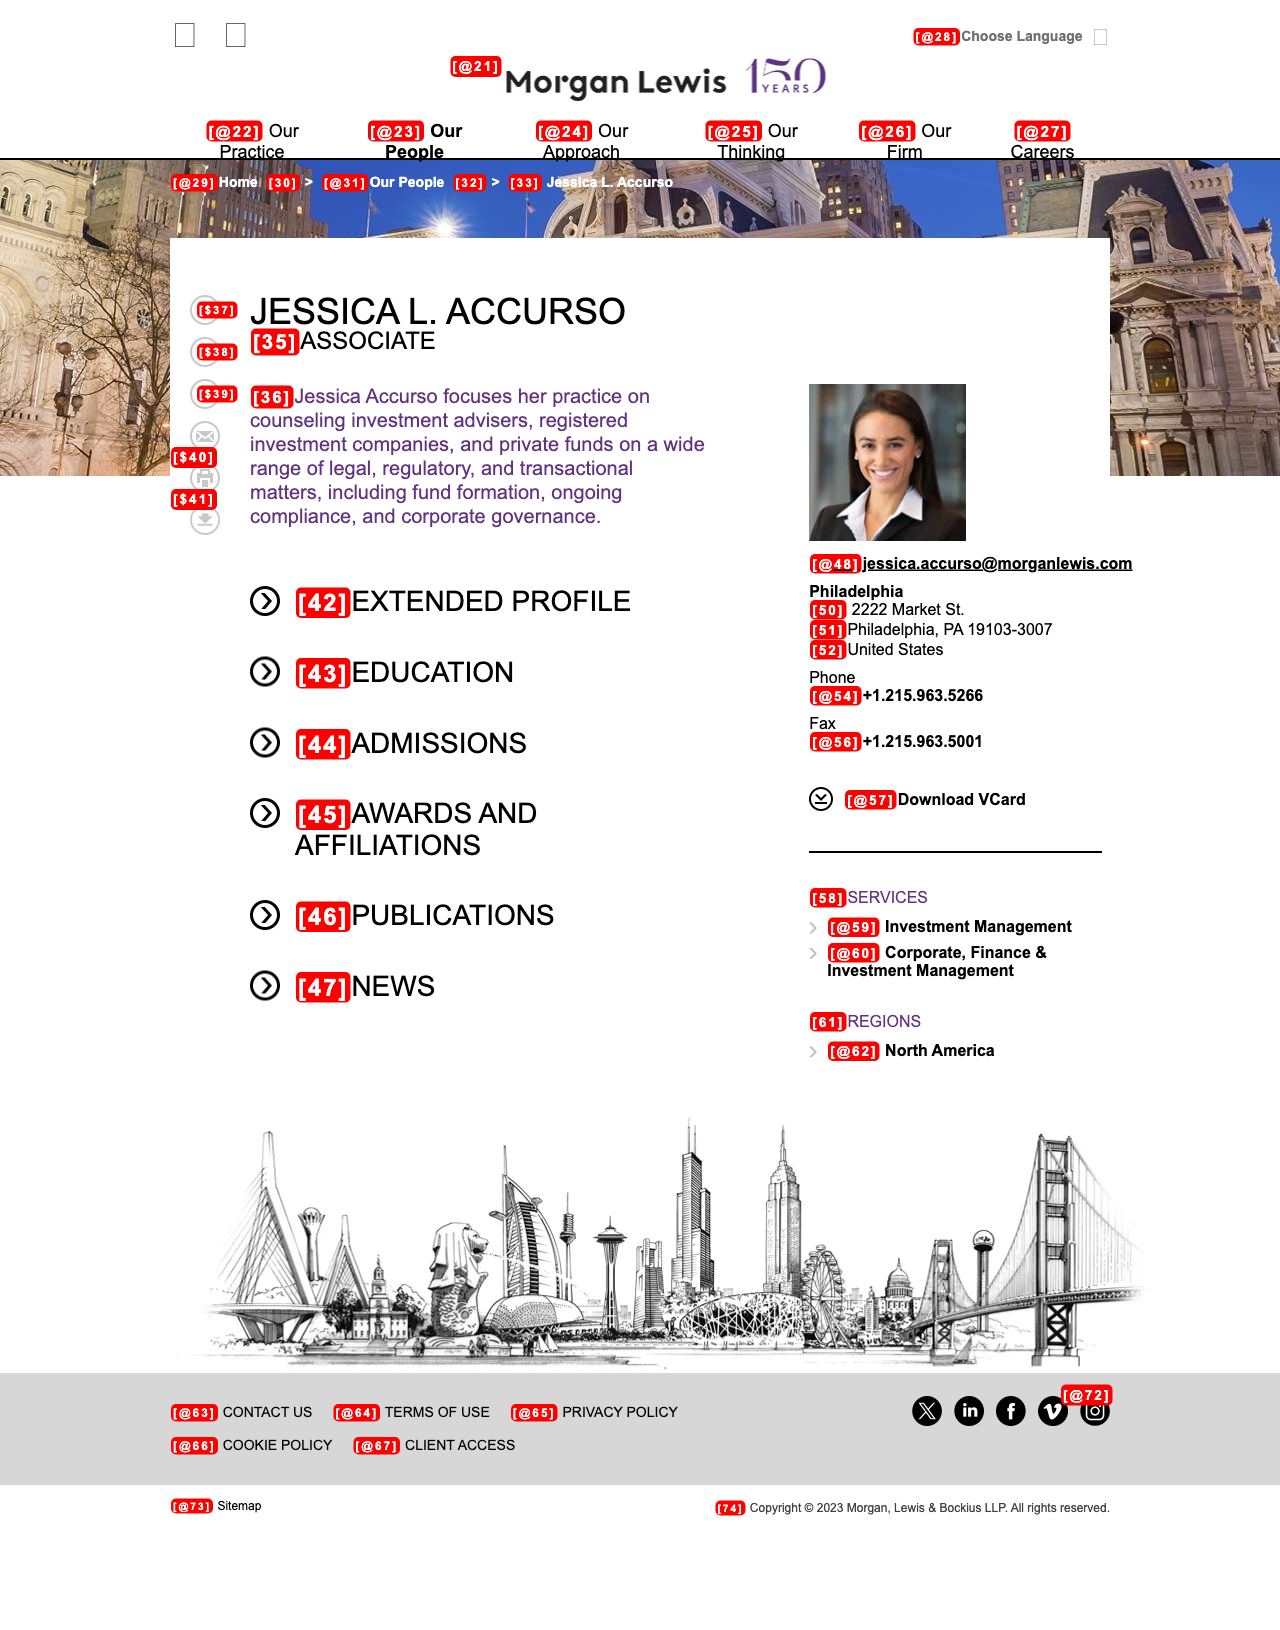 [@28] Choose Language
[@21] Morgan Lewis 150 YEARS
[@22] Our Practice
[@23] Our People
[@24] Our Approach
[@25] Our Thinking
[@26] Our Firm
[@27] Careers
[@29] Home [30] > [@31] Our People [32] > [33] Jessica L. Accurso
[$37] JESSICA L. ACCURSO
[35] ASSOCIATE
[$38]
[$39]
[$40]
[$41]
[36] Jessica Accurso focuses her practice on
counseling investment advisers, registered
investment companies, and private funds on a wide
range of legal, regulatory, and transactional
matters, including fund formation, ongoing
compliance, and corporate governance.
[42] EXTENDED PROFILE
[43] EDUCATION
[44] ADMISSIONS
[45] AWARDS AND
AFFILIATIONS
[46] PUBLICATIONS
[47] NEWS
[@48] jessica.accurso@morganlewis.com
Philadelphia
[50] 2222 Market St.
[51] Philadelphia, PA 19103-3007
[52] United States
Phone
[@54] +1.215.963.5266
Fax
[@56] +1.215.963.5001
[@57] Download VCard
[58] SERVICES
[@59] Investment Management
[@60] Corporate, Finance &
Investment Management
[61] REGIONS
[@62] North America
[@63] CONTACT US [@64] TERMS OF USE [@65] PRIVACY POLICY
[@72]
[@66] COOKIE POLICY [@67] CLIENT ACCESS
[@73] Sitemap
[74] Copyright © 2023 Morgan, Lewis & Bockius LLP. All rights reserved.